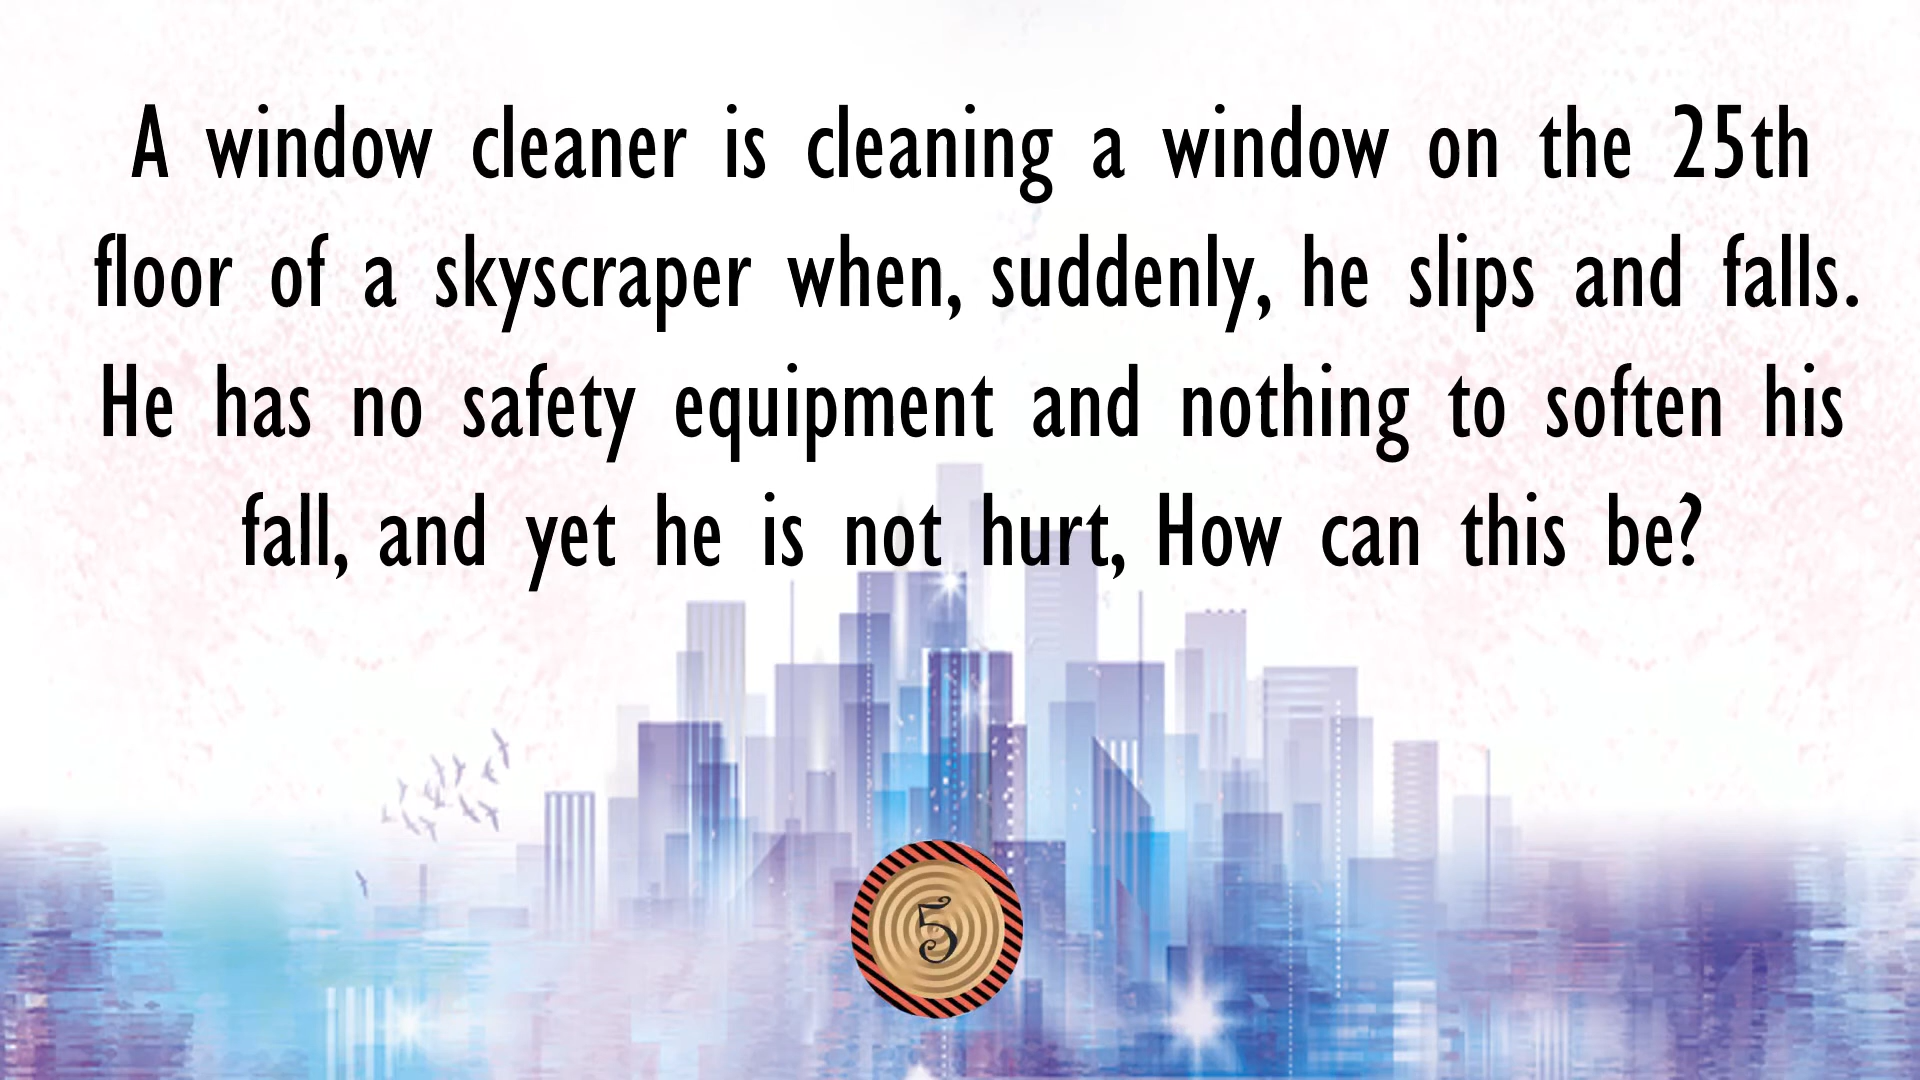 A window cleaner is cleaning a window on the 25th
floor of a skyscraper when, suddenly, he slips and falls.
He has no safety equipment and nothing to soften his
fall, and yet he is not hurt, How can this be?
5